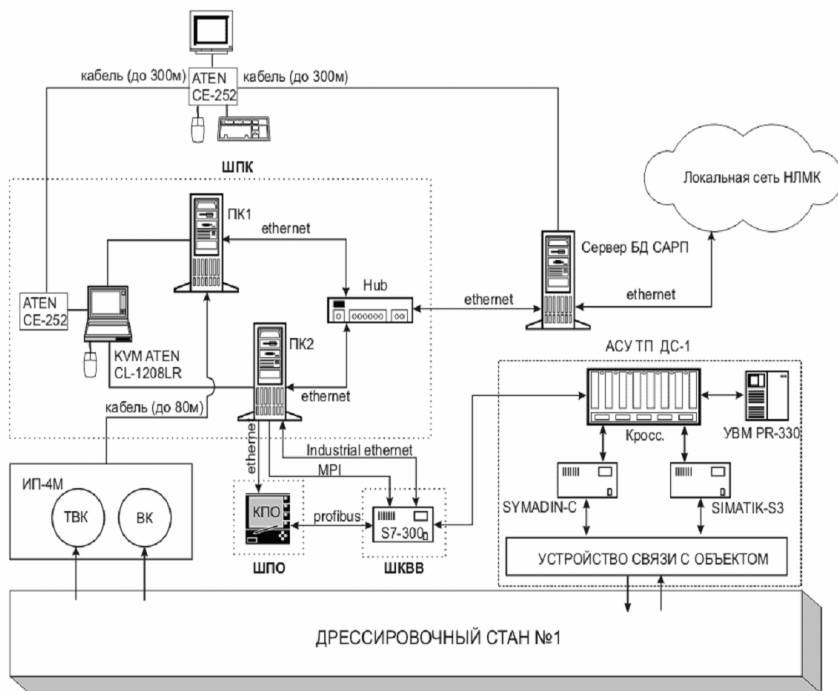 кабель (до 300м)
ATEN
CE-252
кабель (до 300м)
ШПК
ПК1
ethernet
Локальная сеть НЛМК
Сервер БД САРП
Hub
ethernet
ethernet
ATEN
CE-252
KVM ATEN
CL-1208LR
ПК2
ethernet
АСУ ТП ДС-1
кабель (до 80м)
Кросс.
УВМ PR-330
ethernet
Industrial ethernet
MPI
ИП-4М
ТВК
ВК
КПО
profibus
S7-300
SYMADIN-C
SIMATIK-S3
ШПО
ШКВВ
УСТРОЙСТВО СВЯЗИ С ОБЪЕКТОМ
ДРЕССИРОВОЧНЫЙ СТАН №1